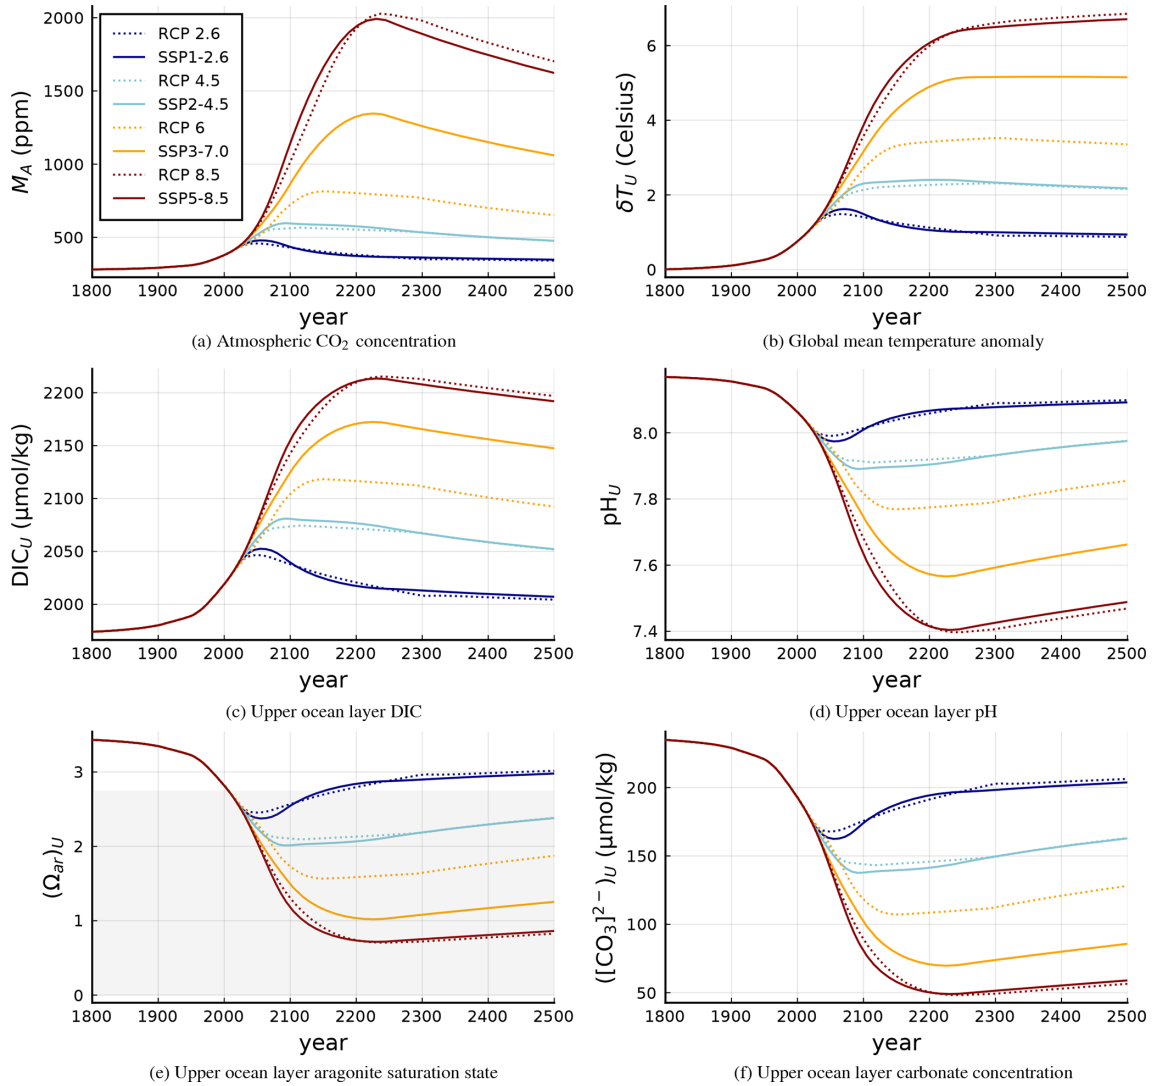 2000
1500
1000
500
M_A (ppm)
RCP 2.6
SSP1-2.6
RCP 4.5
SSP2-4.5
RCP 6
SSP3-7.0
RCP 8.5
SSP5-8.5
1800 1900 2000 2100 2200 2300 2400 2500
year
(a) Atmospheric CO₂ concentration
6
4
2
0
δT_U (Celsius)
1800 1900 2000 2100 2200 2300 2400 2500
year
(b) Global mean temperature anomaly
2200
2150
2100
2050
2000
DIC_U (μmol/kg)
1800 1900 2000 2100 2200 2300 2400 2500
year
(c) Upper ocean layer DIC
8.0
7.8
7.6
7.4
pH_U
1800 1900 2000 2100 2200 2300 2400 2500
year
(d) Upper ocean layer pH
3
2
1
0
(Ω_ar)_U
1800 1900 2000 2100 2200 2300 2400 2500
year
(e) Upper ocean layer aragonite saturation state
200
150
100
50
([CO₃]²⁻)_U (μmol/kg)
1800 1900 2000 2100 2200 2300 2400 2500
year
(f) Upper ocean layer carbonate concentration